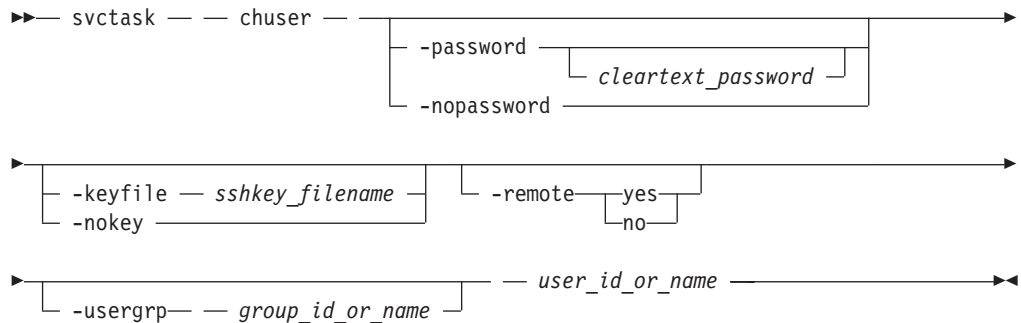 ►►── svctask ── chuser ──►
-password
cleartext_password
-nopassword
-keyfile ── sshkey_filename
-nokey
-remote── yes
no
-usergrp── ── group_id_or_name
── user_id_or_name ──►◄